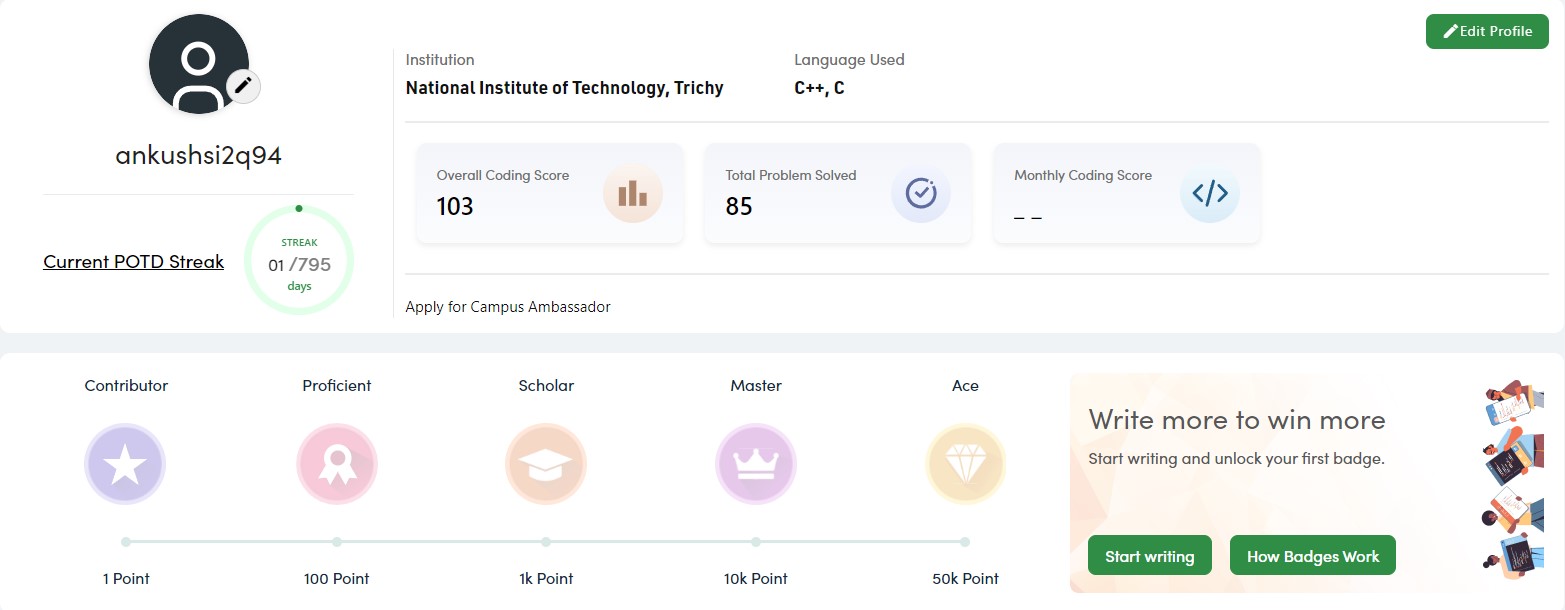 Edit Profile
Institution
National Institute of Technology, Trichy
Language Used
C++, C
ankushsi2q94
Current POTD Streak
STREAK
01 /795
days
Overall Coding Score
103
Total Problem Solved
85
Monthly Coding Score
_ _
Apply for Campus Ambassador
Contributor
Proficient
Scholar
Master
Ace
1 Point
100 Point
1k Point
10k Point
50k Point
Write more to win more
Start writing and unlock your first badge.
Start writing
How Badges Work